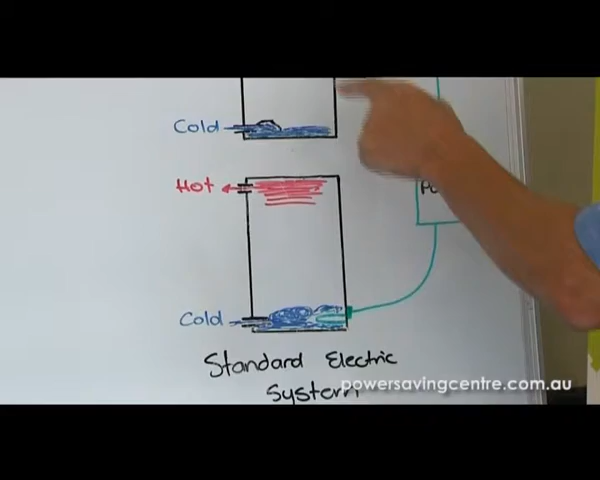 Cold
Hot
Cold
Standard Electric
System
powersavingcentre.com.au